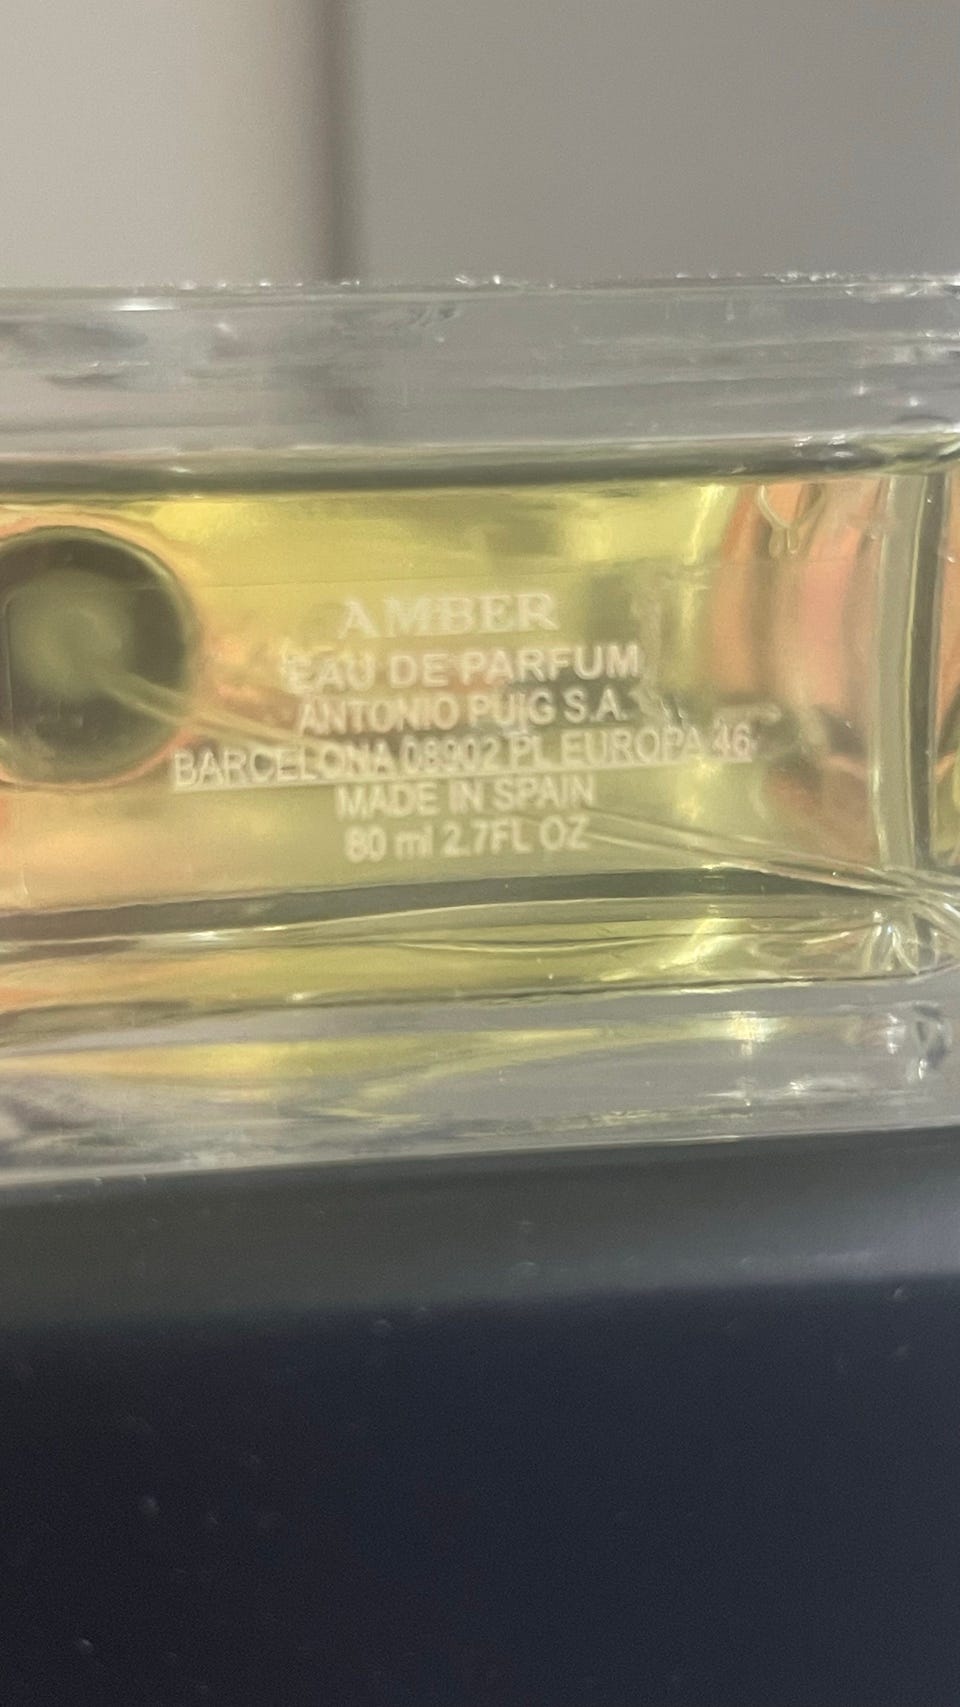 AMBER
EAU DE PARFUM
ANTONIO PUIG S.A.
BARCELONA 08902 PL EUROPA 46
MADE IN SPAIN
80 ml 2.7FL OZ